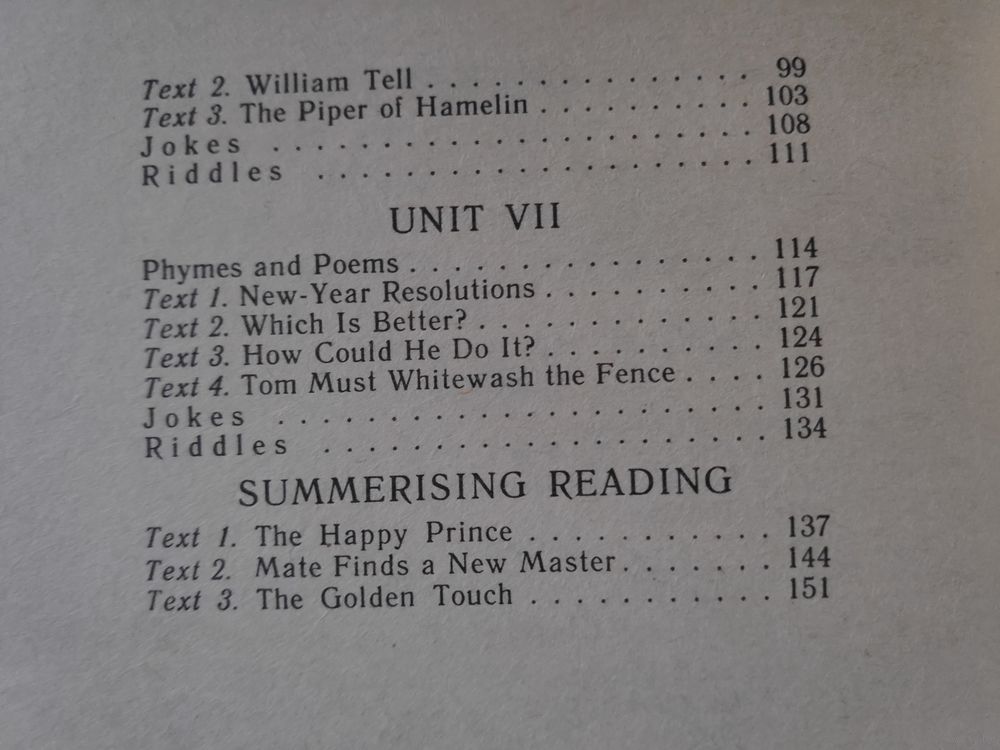 Text 2. William Tell . . . . . . . . . . . . . . . 99
Text 3. The Piper of Hamelin . . . . . . . . . . 103
Jokes . . . . . . . . . . . . . . . . . . . . . 108
Riddles . . . . . . . . . . . . . . . . . . . 111
UNIT VII
Phymes and Poems . . . . . . . . . . . . . . . . 114
Text 1. New-Year Resolutions . . . . . . . . . . 117
Text 2. Which Is Better? . . . . . . . . . . . . . 121
Text 3. How Could He Do It? . . . . . . . . . . 124
Text 4. Tom Must Whitewash the Fence . . . . 126
Jokes . . . . . . . . . . . . . . . . . . . . . 131
Riddles . . . . . . . . . . . . . . . . . . . 134
SUMMERISING READING
Text 1. The Happy Prince . . . . . . . . . . . 137
Text 2. Mate Finds a New Master . . . . . . . 144
Text 3. The Golden Touch . . . . . . . . . . . 151